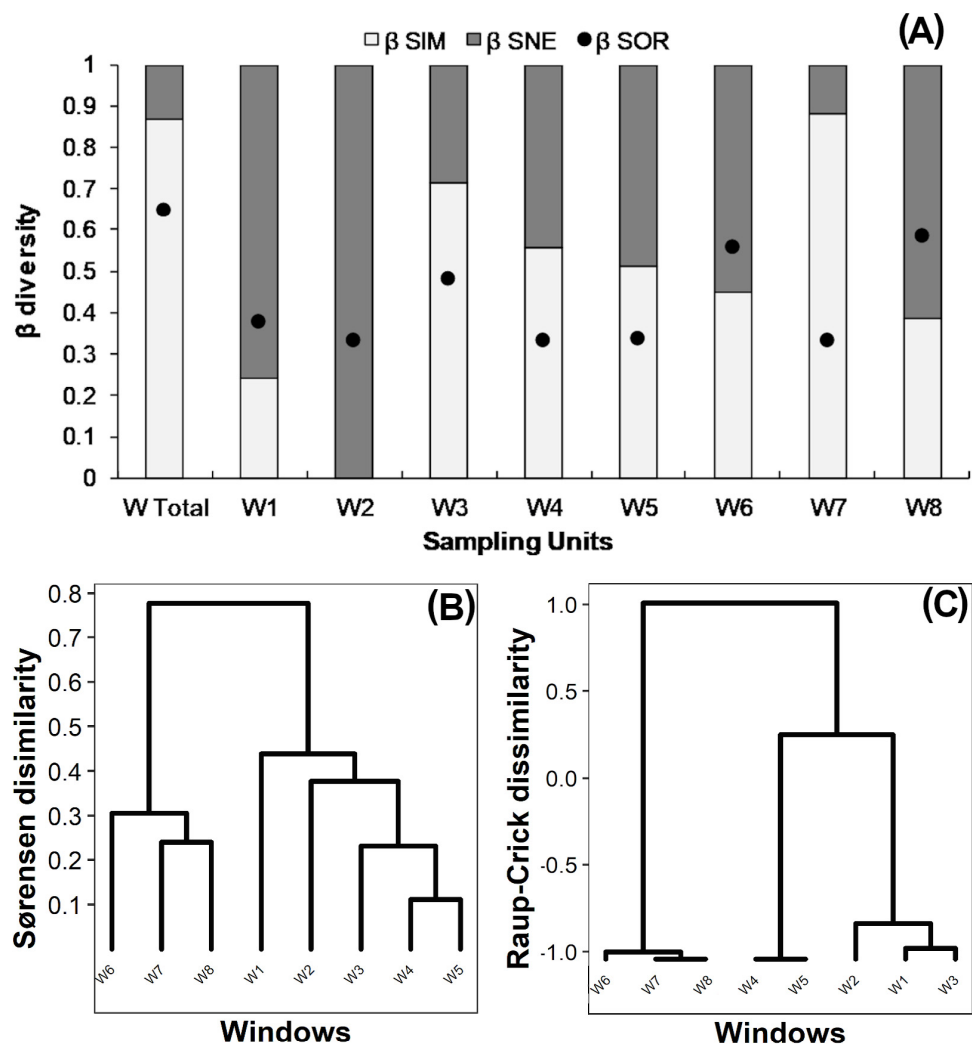 β SIM β SNE β SOR (A)
1
0.9
0.8
0.7
0.6
0.5
0.4
0.3
0.2
0.1
0
β diversity
W Total W1 W2 W3 W4 W5 W6 W7 W8
Sampling Units
(B)
0.8
0.7
0.6
0.5
0.4
0.3
0.2
0.1
Sørensen disimilarity
W6 W7 W8 W1 W2 W3 W4 W5
Windows
(C)
1.0
0.5
0.0
-0.5
-1.0
Raup-Crick dissimilarity
W6 W7 W8 W4 W5 W2 W1 W3
Windows